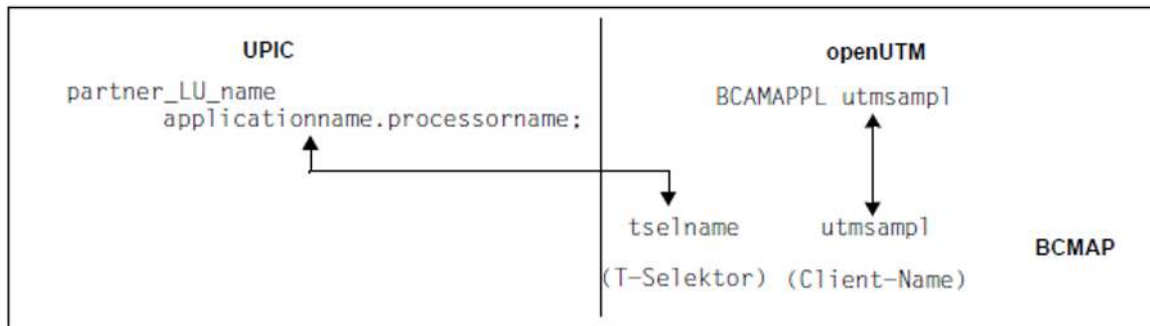 UPIC
partner_LU_name
applicationname.processorname;
openUTM
BCAMAPPL utmsampl
tselname utmsampl
BCMAP
(T-Selektor) (Client-Name)